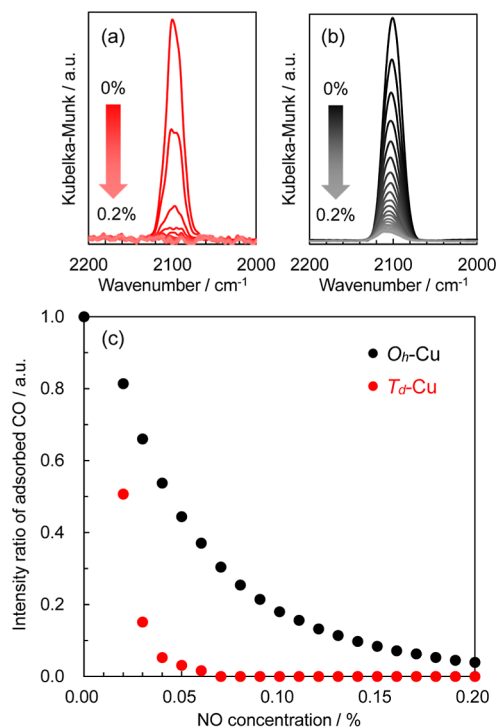 (a)
0%
0.2%
Kubelka-Munk / a.u.
2200 2100 2000
Wavenumber / cm⁻¹
(b)
0%
0.2%
Kubelka-Munk / a.u.
2200 2100 2000
Wavenumber / cm⁻¹
(c)
Oh-Cu
Td-Cu
Intensity ratio of adsorbed CO / a.u.
1.0
0.8
0.6
0.4
0.2
0.0
0.00 0.05 0.10 0.15 0.20
NO concentration / %